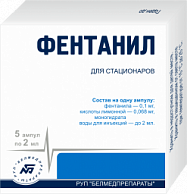 ФЕНТАНИЛ
ДЛЯ СТАЦИОНАРОВ
Состав на одну ампулу:
фентанила — 0,1 мг,
кислоты лимонной — 0,068 мг,
моногидрата
воды для инъекций — до 2 мл.
5 ампул
по 2 мл
РУП "БЕЛМЕДПРЕПАРАТЫ"